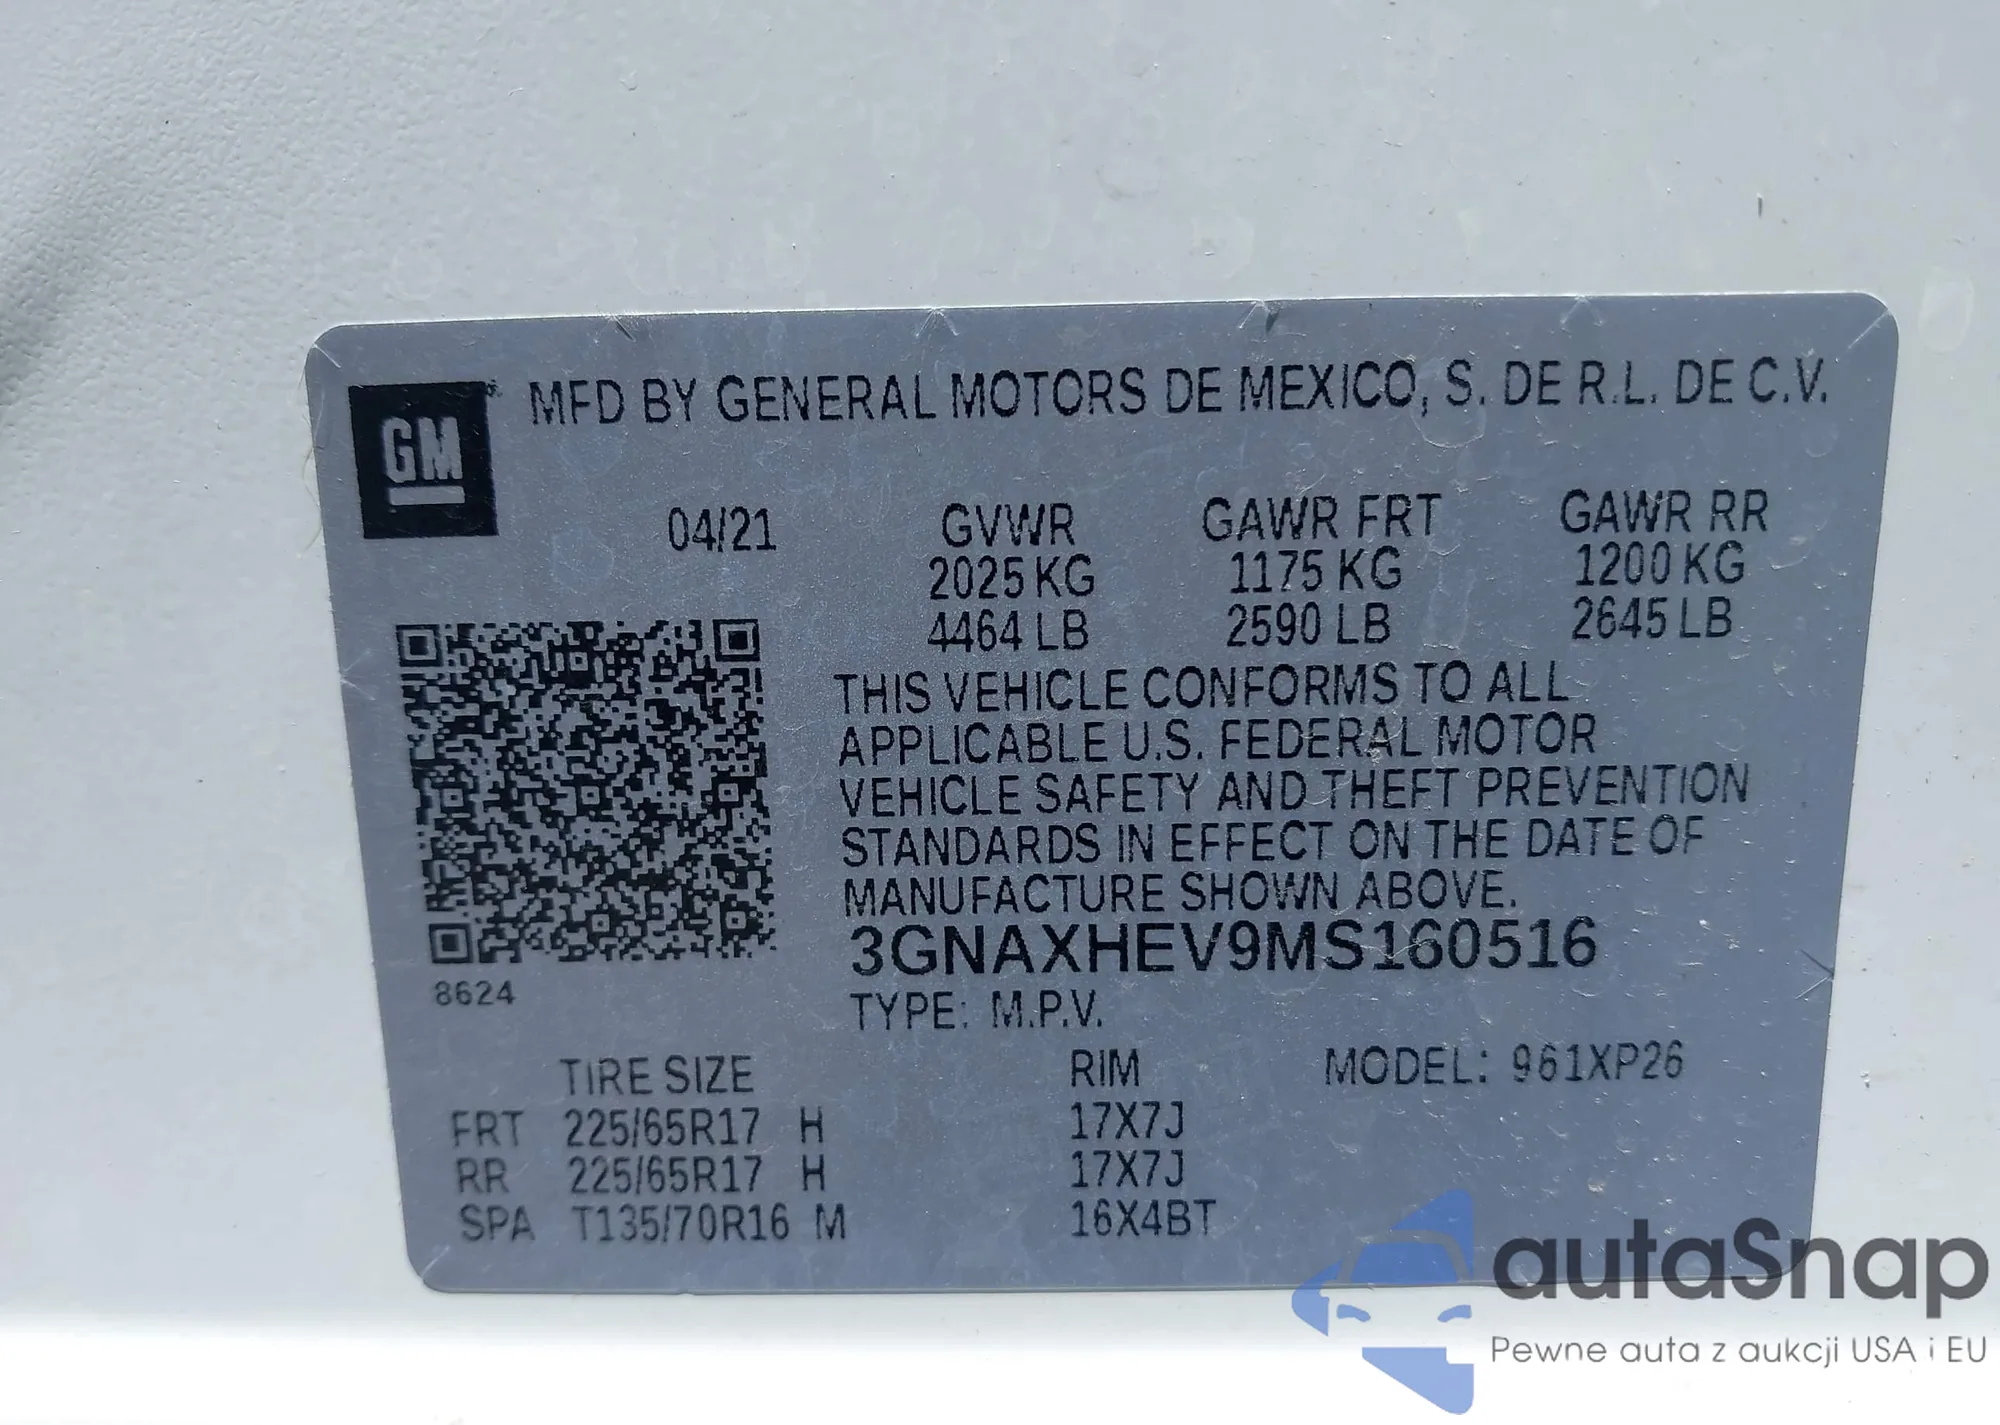 GM
MFD BY GENERAL MOTORS DE MEXICO, S. DE R.L. DE C.V.
04/21 GVWR GAWR FRT GAWR RR
2025 KG 1175 KG 1200 KG
4464 LB 2590 LB 2645 LB
THIS VEHICLE CONFORMS TO ALL
APPLICABLE U.S. FEDERAL MOTOR
VEHICLE SAFETY AND THEFT PREVENTION
STANDARDS IN EFFECT ON THE DATE OF
MANUFACTURE SHOWN ABOVE.
3GNAXHEV9MS160516
8624
TYPE: M.P.V.
TIRE SIZE RIM MODEL: 961XP26
FRT 225/65R17 H 17X7J
RR 225/65R17 H 17X7J
SPA T135/70R16 M 16X4BT
autaSnap
Pewne auta z aukcji USA i EU